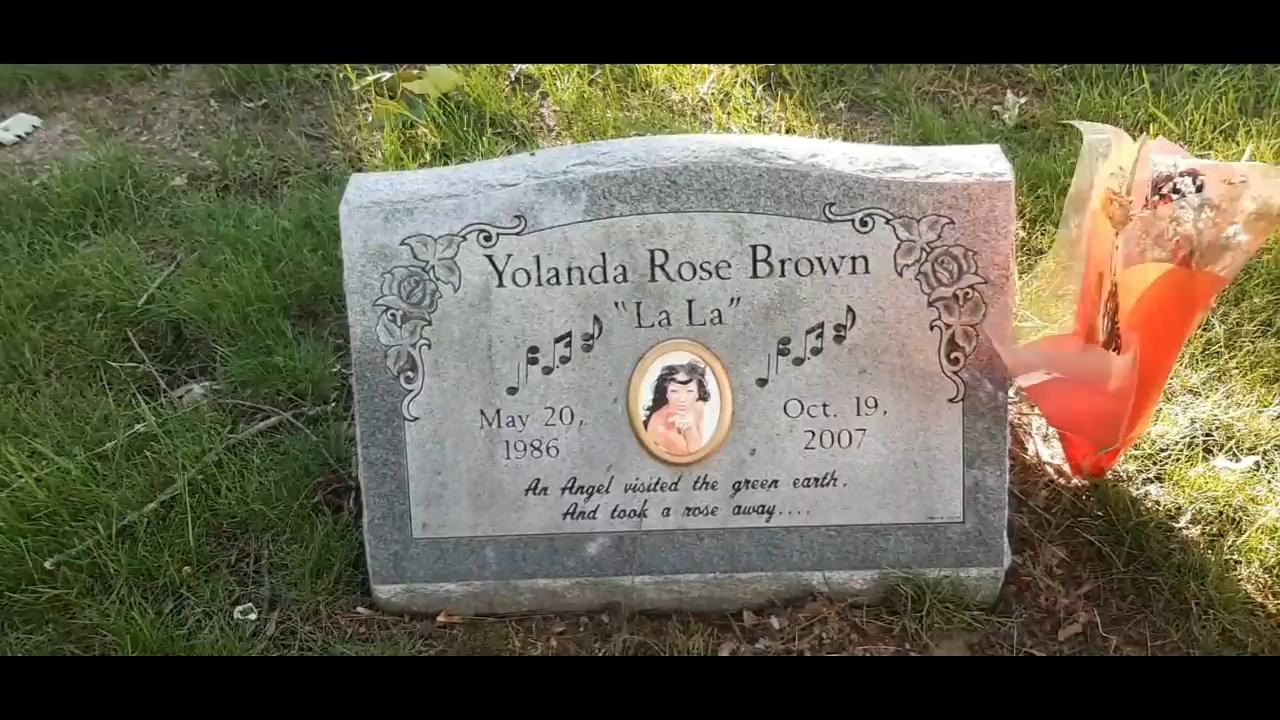 Yolanda Rose Brown
"La La"
May 20,
1986
Oct. 19,
2007
An Angel visited the green earth.
And took a rose away....